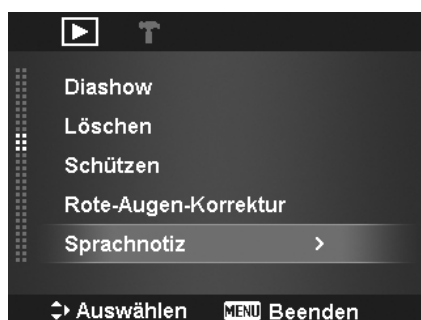 Diashow
Löschen
Schützen
Rote-Augen-Korrektur
Sprachnotiz
Auswählen MENU Beenden